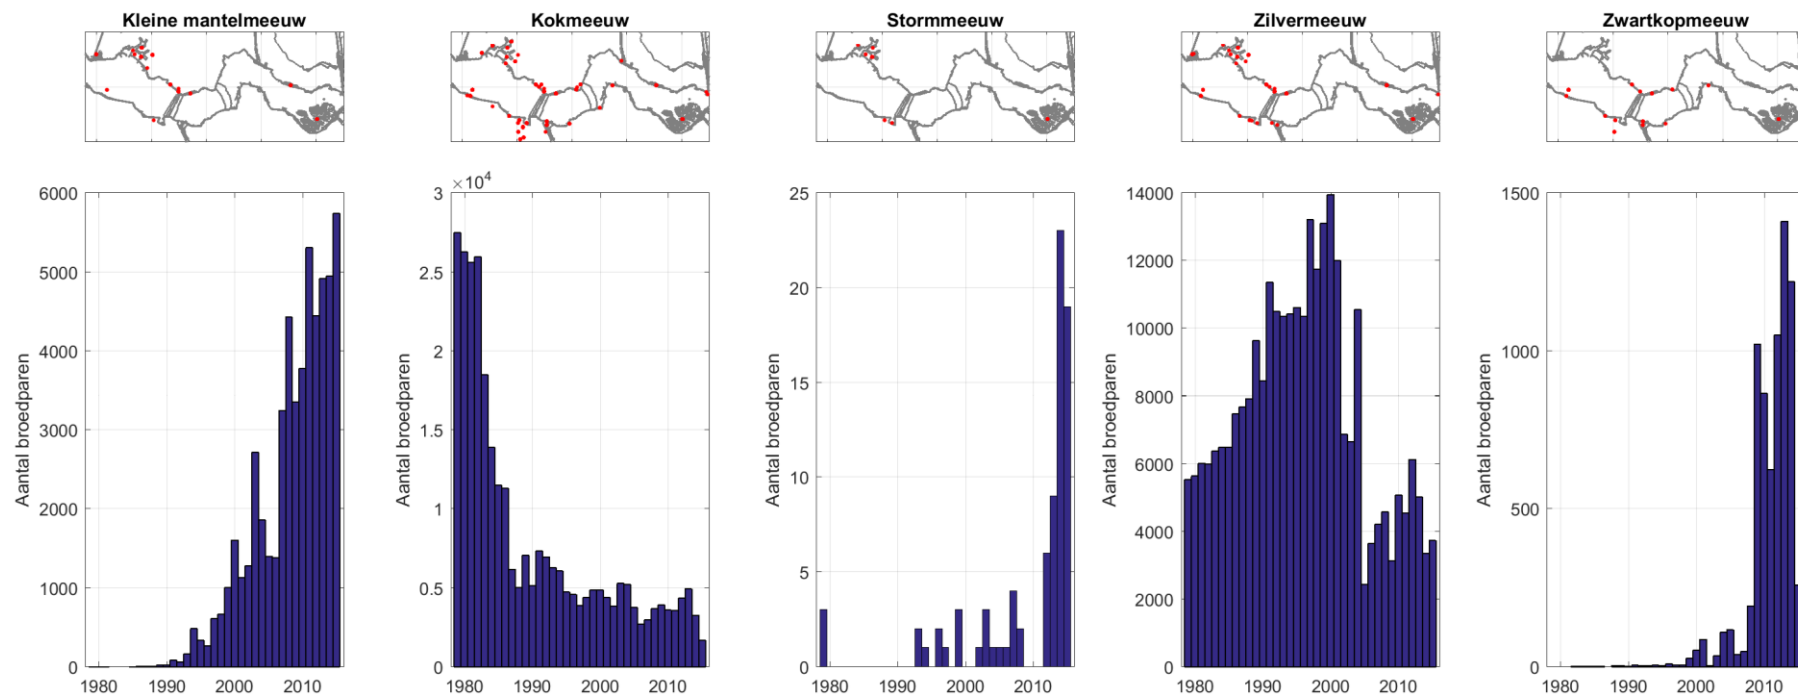 Kleine mantelmeeuw
Kokmeeuw
Stormmeeuw
Zilvermeeuw
Zwartkopmeeuw
Aantal broedparen
6000
5000
4000
3000
2000
1000
0
1980 1990 2000 2010
Aantal broedparen
×10⁴
3
2.5
2
1.5
1
0.5
0
1980 1990 2000 2010
Aantal broedparen
25
20
15
10
5
0
1980 1990 2000 2010
Aantal broedparen
14000
12000
10000
8000
6000
4000
2000
0
1980 1990 2000 2010
Aantal broedparen
1500
1000
500
0
1980 1990 2000 2010